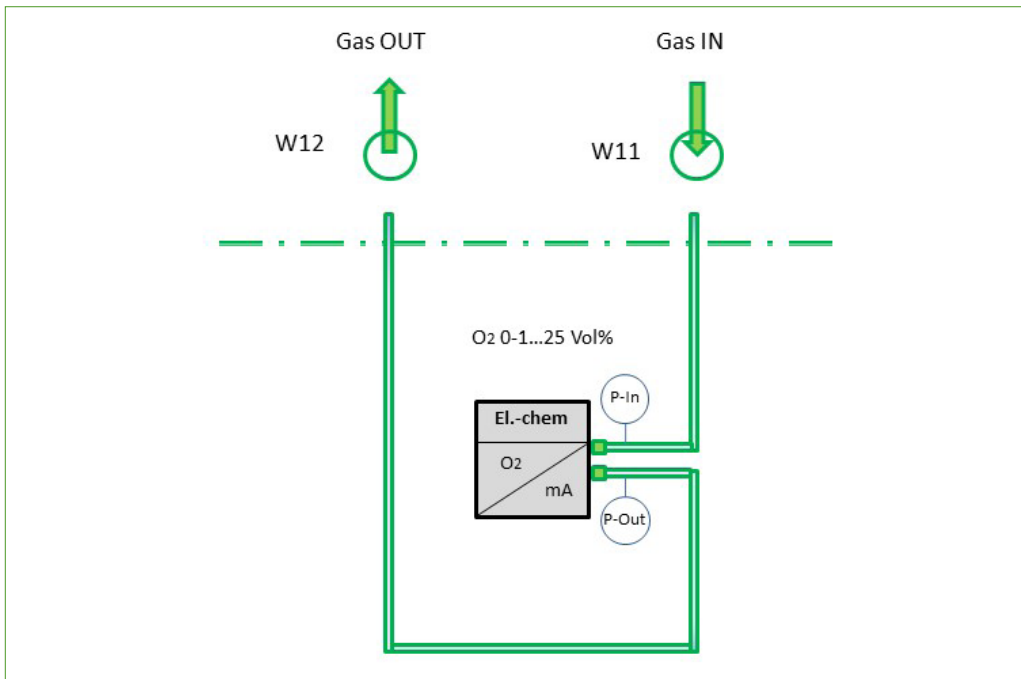 Gas OUT
Gas IN
W12
W11
O2 0-1...25 Vol%
P-In
El.-chem
O2
mA
P-Out